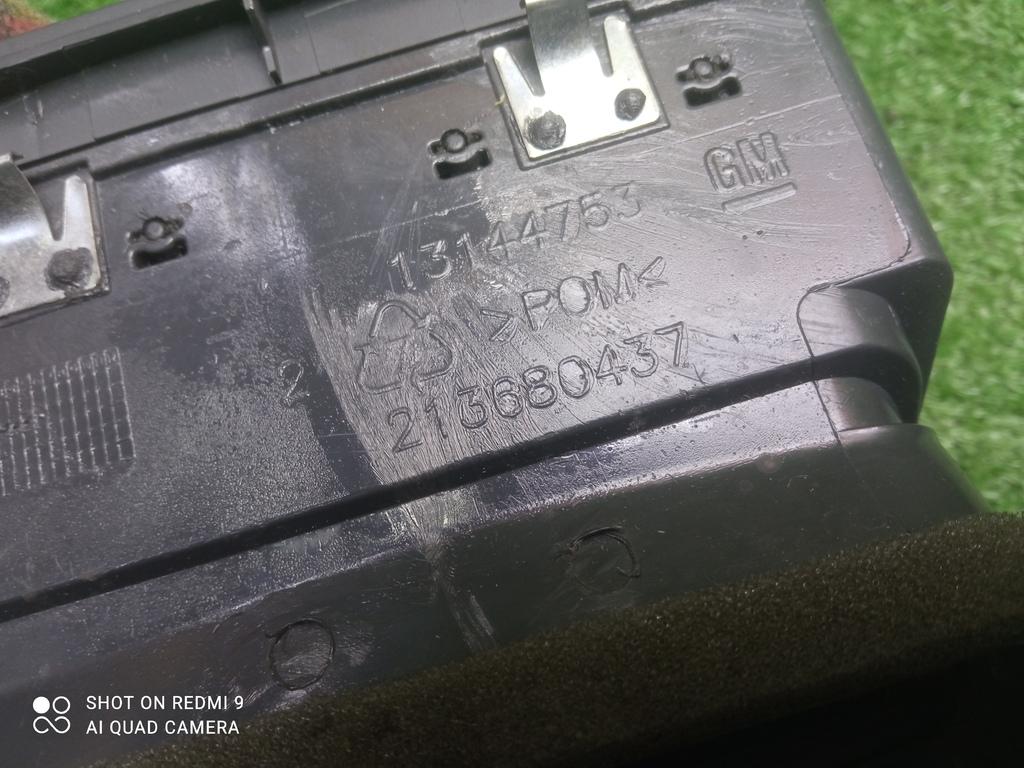 GM
13144753
>POM<
2
213680437
SHOT ON REDMI 9
AI QUAD CAMERA